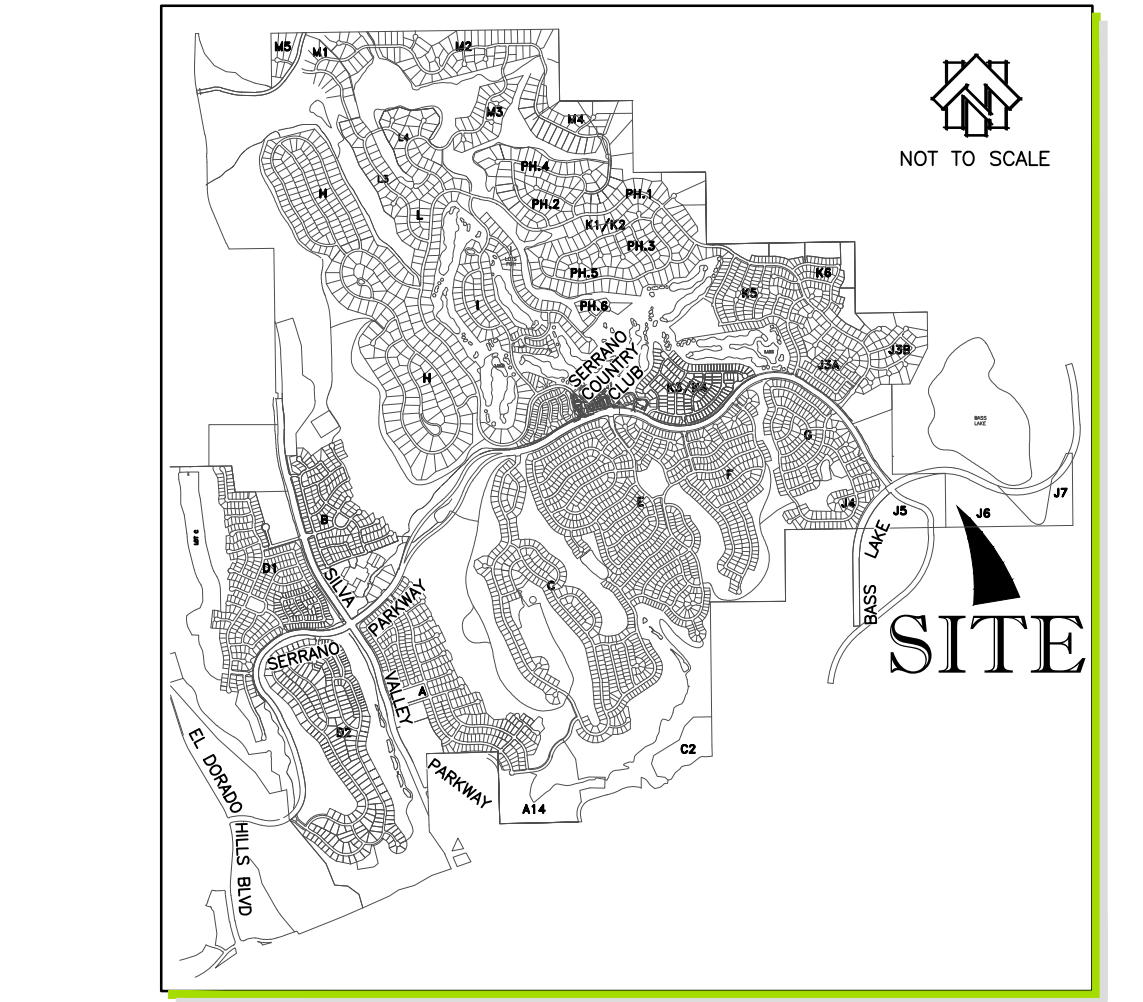 M5
M1
M2
M3
M4
NOT TO SCALE
L4
L3
PH.4
H
PH.2
PH.1
L
K1/K2
PH.3
PH.5
K6
K5
I
PH.6
SERRANO
COUNTRY
CLUB
J3B
J3A
H
K3/K4
BASS
LAKE
G
F
E
J4
J5
J6
J7
B
D1
C
BASS LAKE
SILVA
VALLEY
PARKWAY
SERRANO
PARKWAY
SITE
A
D2
C2
A14
EL DORADO HILLS BLVD